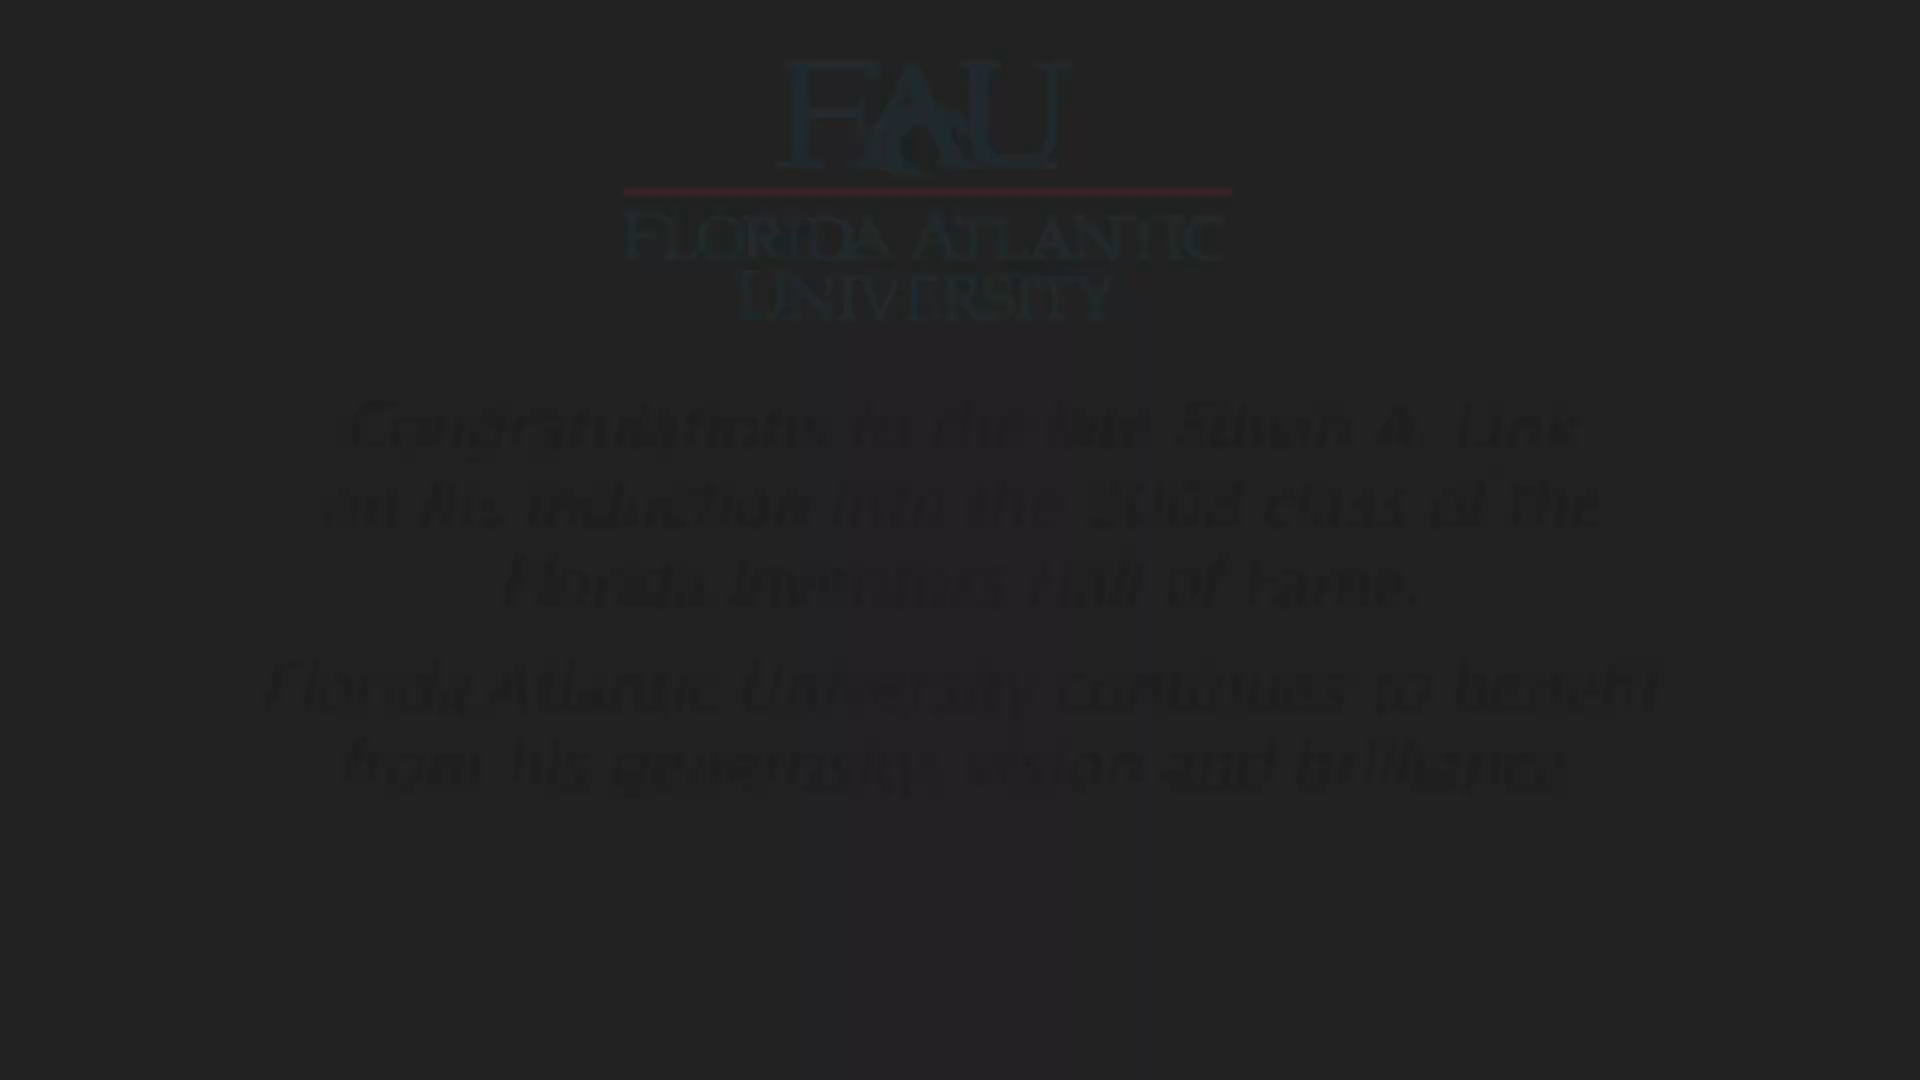 FAU
FLORIDA ATLANTIC
UNIVERSITY
Congratulations to the late Edwin A. Link
on his induction into the class of the
Florida Inventors Hall of Fame.
Florida Atlantic University continues to benefit
from his generosity, vision and brilliance